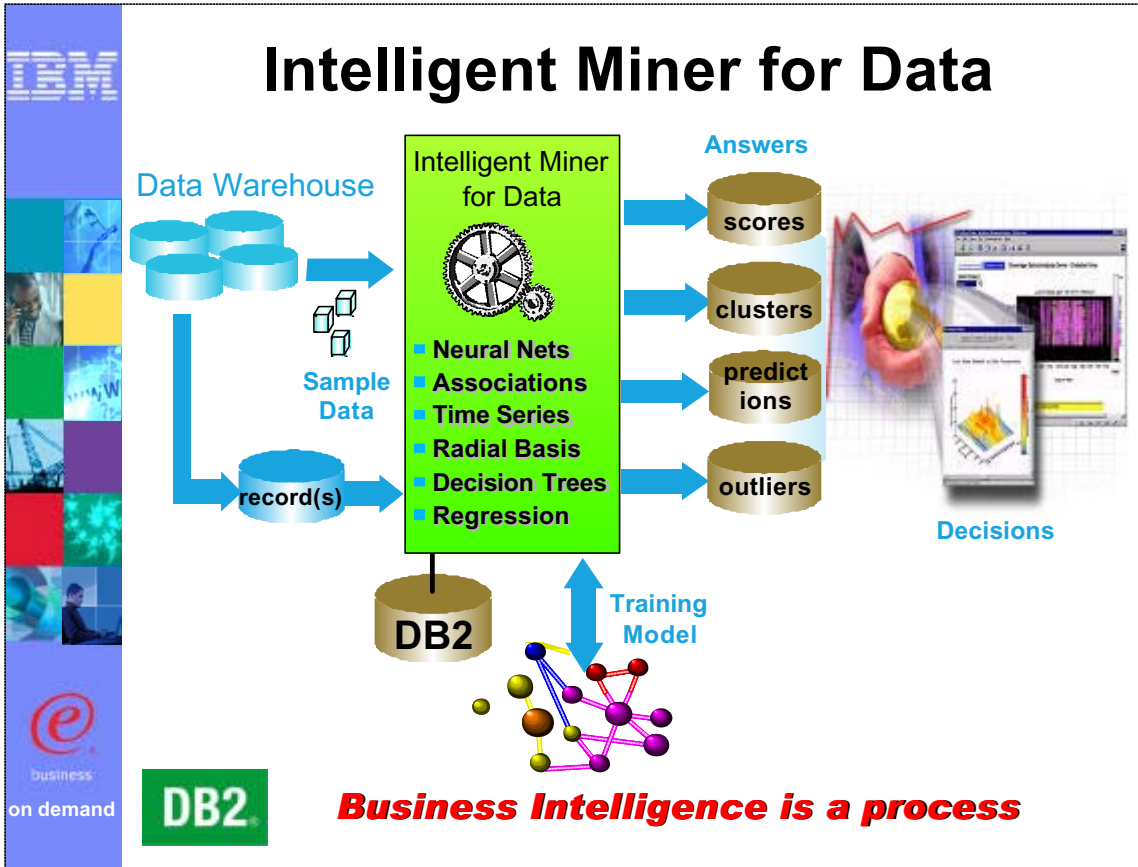 IBM
Intelligent Miner for Data
Data Warehouse
Sample
Data
record(s)
Intelligent Miner
for Data
Neural Nets
Associations
Time Series
Radial Basis
Decision Trees
Regression
DB2
Training
Model
Answers
scores
clusters
predict
ions
outliers
Decisions
e
business
on demand
DB2.
Business Intelligence is a process